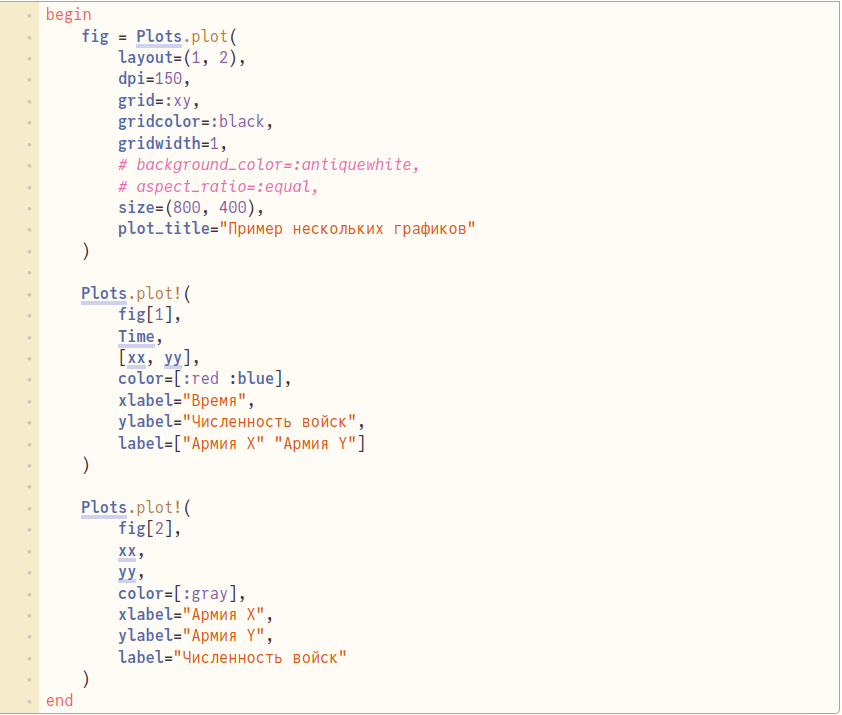 begin
    fig = Plots.plot(
        layout=(1, 2),
        dpi=150,
        grid=:xy,
        gridcolor=:black,
        gridwidth=1,
        # background_color=:antiquewhite,
        # aspect_ratio=:equal,
        size=(800, 400),
        plot_title="Пример нескольких графиков"
    )

    Plots.plot!(
        fig[1],
        Time,
        [xx, yy],
        color=[:red :blue],
        xlabel="Время",
        ylabel="Численность войск",
        label=["Армия X" "Армия Y"]
    )

    Plots.plot!(
        fig[2],
        xx,
        yy,
        color=[:gray],
        xlabel="Армия X",
        ylabel="Армия Y",
        label="Численность войск"
    )
end